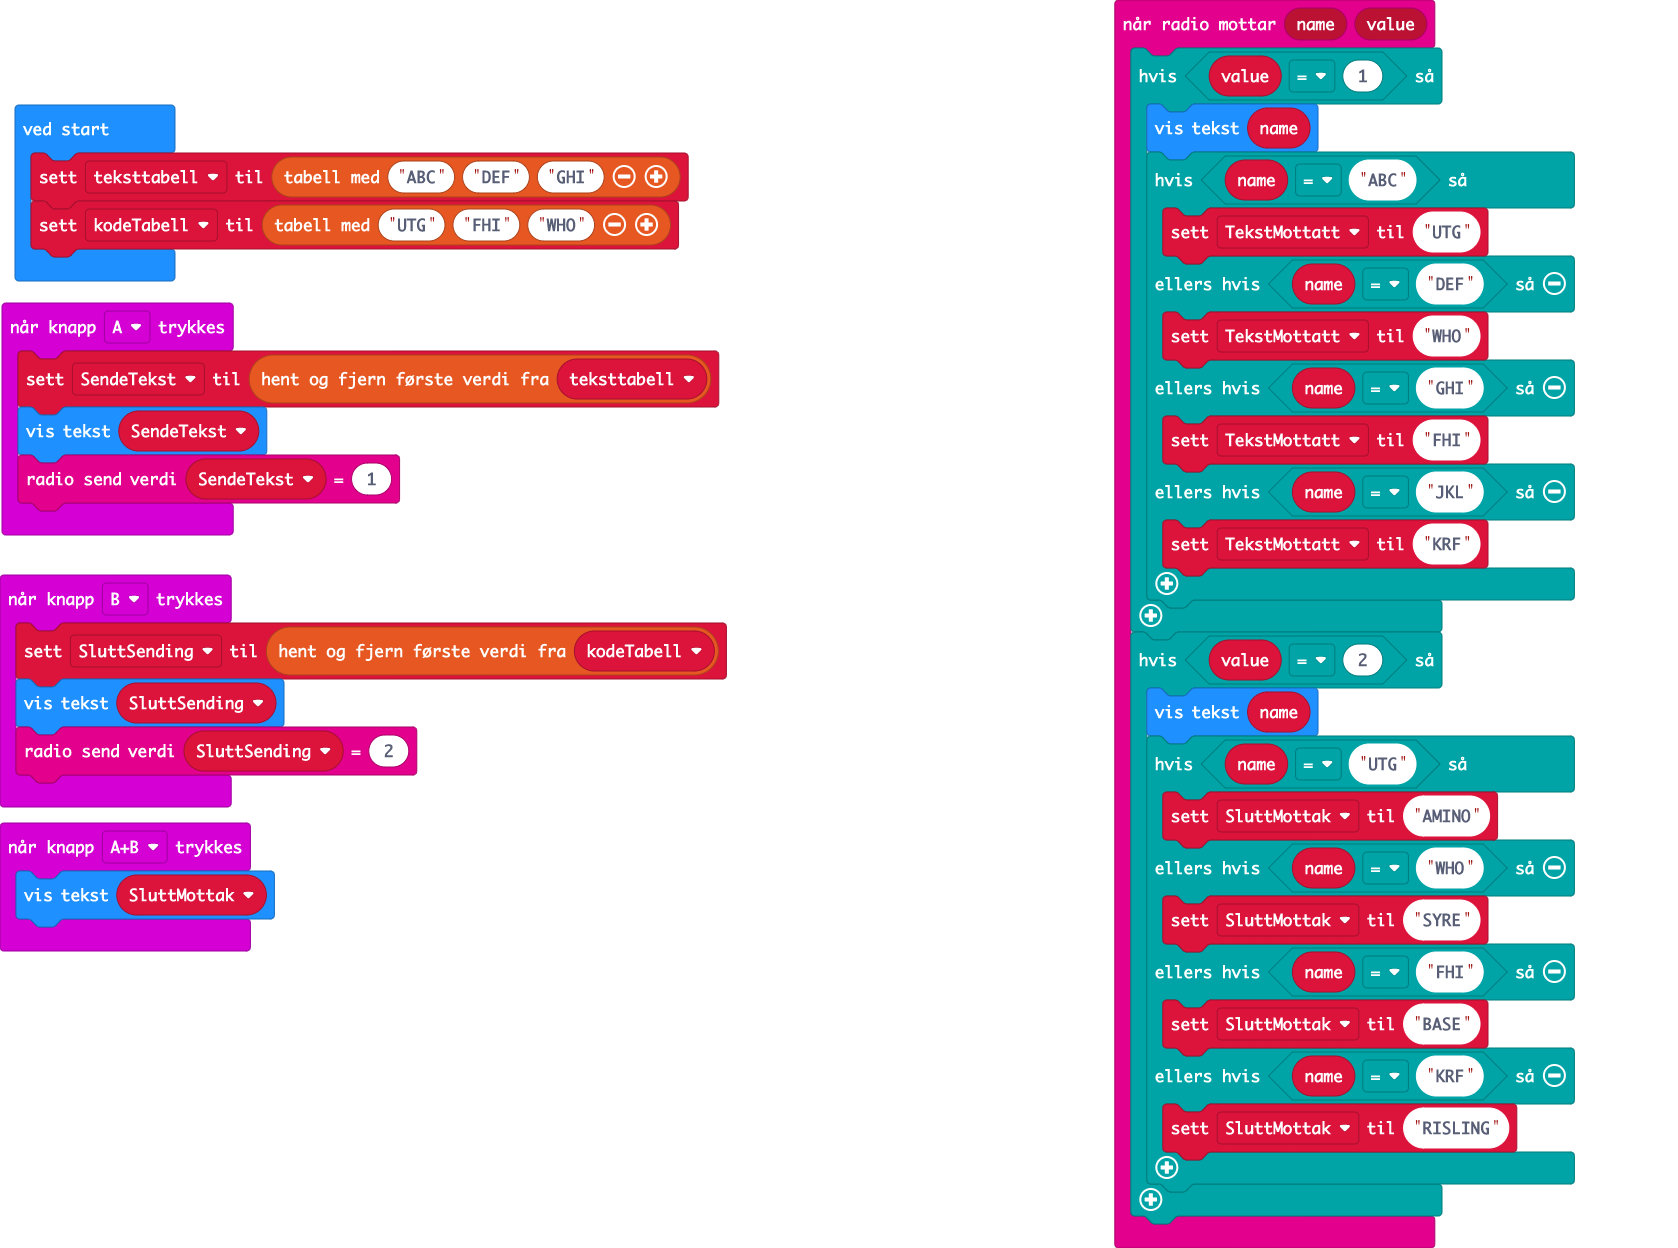 ved start
sett teksttabell til tabell med "ABC" "DEF" "GHI"
sett kodeTabell til tabell med "UTG" "FHI" "WHO"
når knapp A trykkes
sett SendeTekst til hent og fjern første verdi fra teksttabell
vis tekst SendeTekst
radio send verdi SendeTekst = 1
når knapp B trykkes
sett SluttSending til hent og fjern første verdi fra kodeTabell
vis tekst SluttSending
radio send verdi SluttSending = 2
når knapp A+B trykkes
vis tekst SluttMottak
når radio mottar name value
hvis value = 1 så
vis tekst name
hvis name = "ABC" så
sett TekstMottatt til "UTG"
ellers hvis name = "DEF" så
sett TekstMottatt til "WHO"
ellers hvis name = "GHI" så
sett TekstMottatt til "FHI"
ellers hvis name = "JKL" så
sett TekstMottatt til "KRF"
hvis value = 2 så
vis tekst name
hvis name = "UTG" så
sett SluttMottak til "AMINO"
ellers hvis name = "WHO" så
sett SluttMottak til "SYRE"
ellers hvis name = "FHI" så
sett SluttMottak til "BASE"
ellers hvis name = "KRF" så
sett SluttMottak til "RISLING"